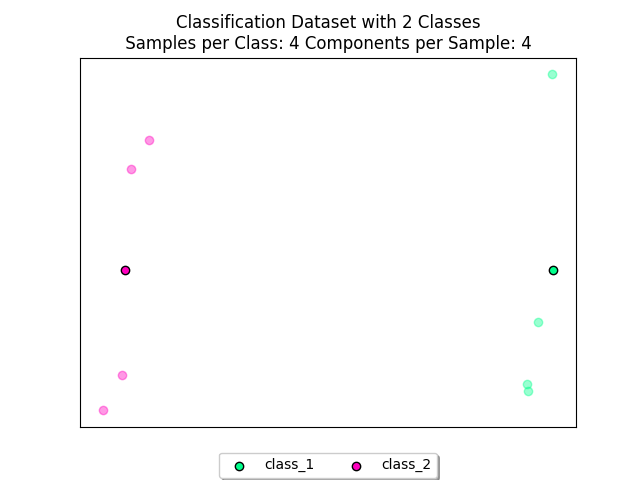 Classification Dataset with 2 Classes
Samples per Class: 4 Components per Sample: 4
class_1 class_2